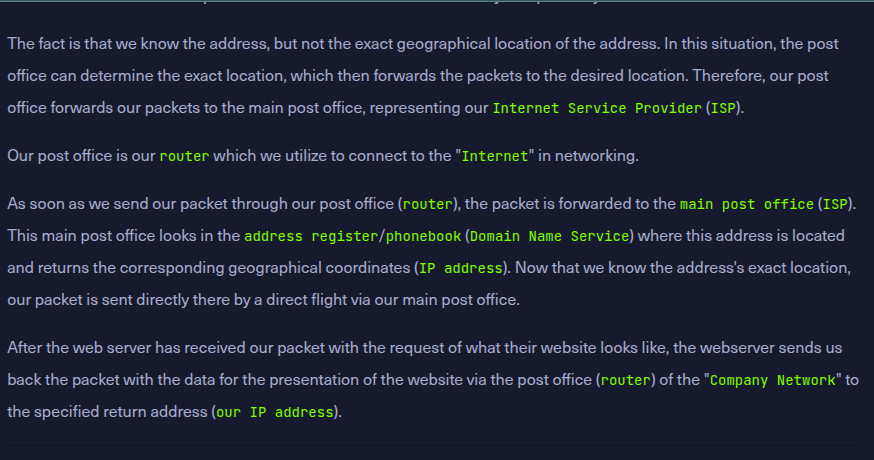 The fact is that we know the address, but not the exact geographical location of the address. In this situation, the post
office can determine the exact location, which then forwards the packets to the desired location. Therefore, our post
office forwards our packets to the main post office, representing our Internet Service Provider (ISP).
Our post office is our router which we utilize to connect to the "Internet" in networking.
As soon as we send our packet through our post office (router), the packet is forwarded to the main post office (ISP).
This main post office looks in the address register/phonebook (Domain Name Service) where this address is located
and returns the corresponding geographical coordinates (IP address). Now that we know the address's exact location,
our packet is sent directly there by a direct flight via our main post office.
After the web server has received our packet with the request of what their website looks like, the webserver sends us
back the packet with the data for the presentation of the website via the post office (router) of the "Company Network" to
the specified return address (our IP address).